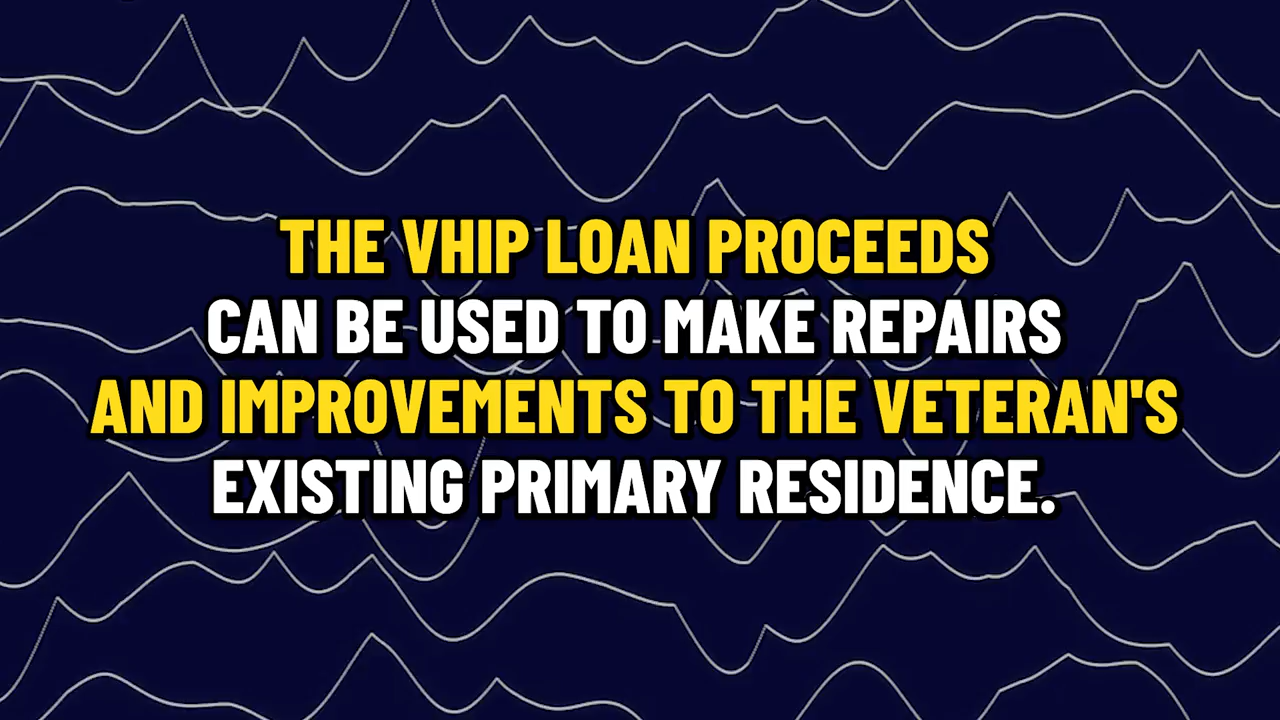 THE VHIP LOAN PROCEEDS
CAN BE USED TO MAKE REPAIRS
AND IMPROVEMENTS TO THE VETERAN'S
EXISTING PRIMARY RESIDENCE.